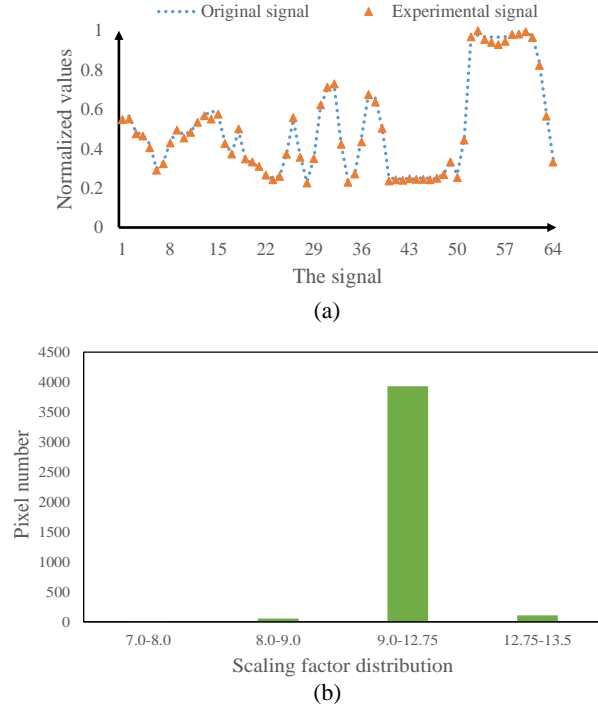 Original signal Experimental signal
1
0.8
0.6
0.4
0.2
0
Normalized values
1 8 15 22 29 36 43 50 57 64
The signal
(a)
4500
4000
3500
3000
2500
2000
1500
1000
500
0
Pixel number
7.0-8.0 8.0-9.0 9.0-12.75 12.75-13.5
Scaling factor distribution
(b)